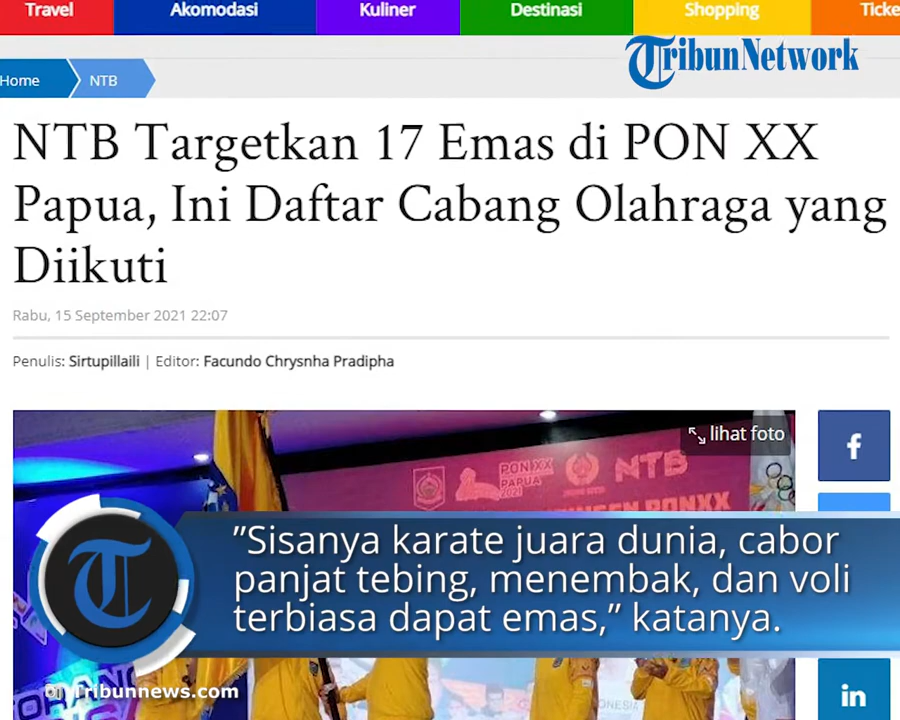 Travel
Akomodasi
Kuliner
Destinasi
Shopping
Ticke
TribunNetwork
Home
NTB
NTB Targetkan 17 Emas di PON XX
Papua, Ini Daftar Cabang Olahraga yang
Diikuti
Rabu, 15 September 2021 22:07
Penulis: Sirtupillaili | Editor: Facundo Chrysnha Pradipha
lihat foto
PON XX
PAPUA
2021
NTB
PONXX
f
T
”Sisanya karate juara dunia, cabor
panjat tebing, menembak, dan voli
terbiasa dapat emas,” katanya.
Tribunnews.com
in